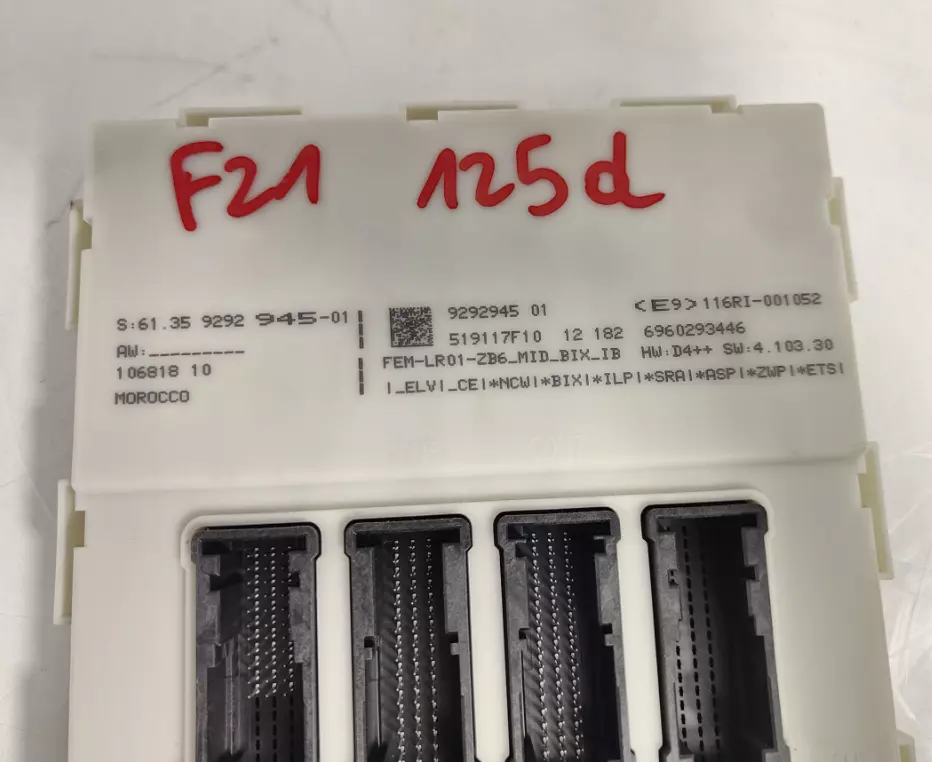 F21 125d
S:61.35 9292 945-01
AW:_________
106818 10
MOROCCO
9292945 01 <E9>116RI-001052
519117F10 12 182 6960293446
FEM-LR01-ZB6_MID_BIX_IB HW:D4++ SW:4.103.30
|_ELV|_CE|*NCW|*BIX|*ILP|*SRA|*ASP|*ZWP|*ETS|